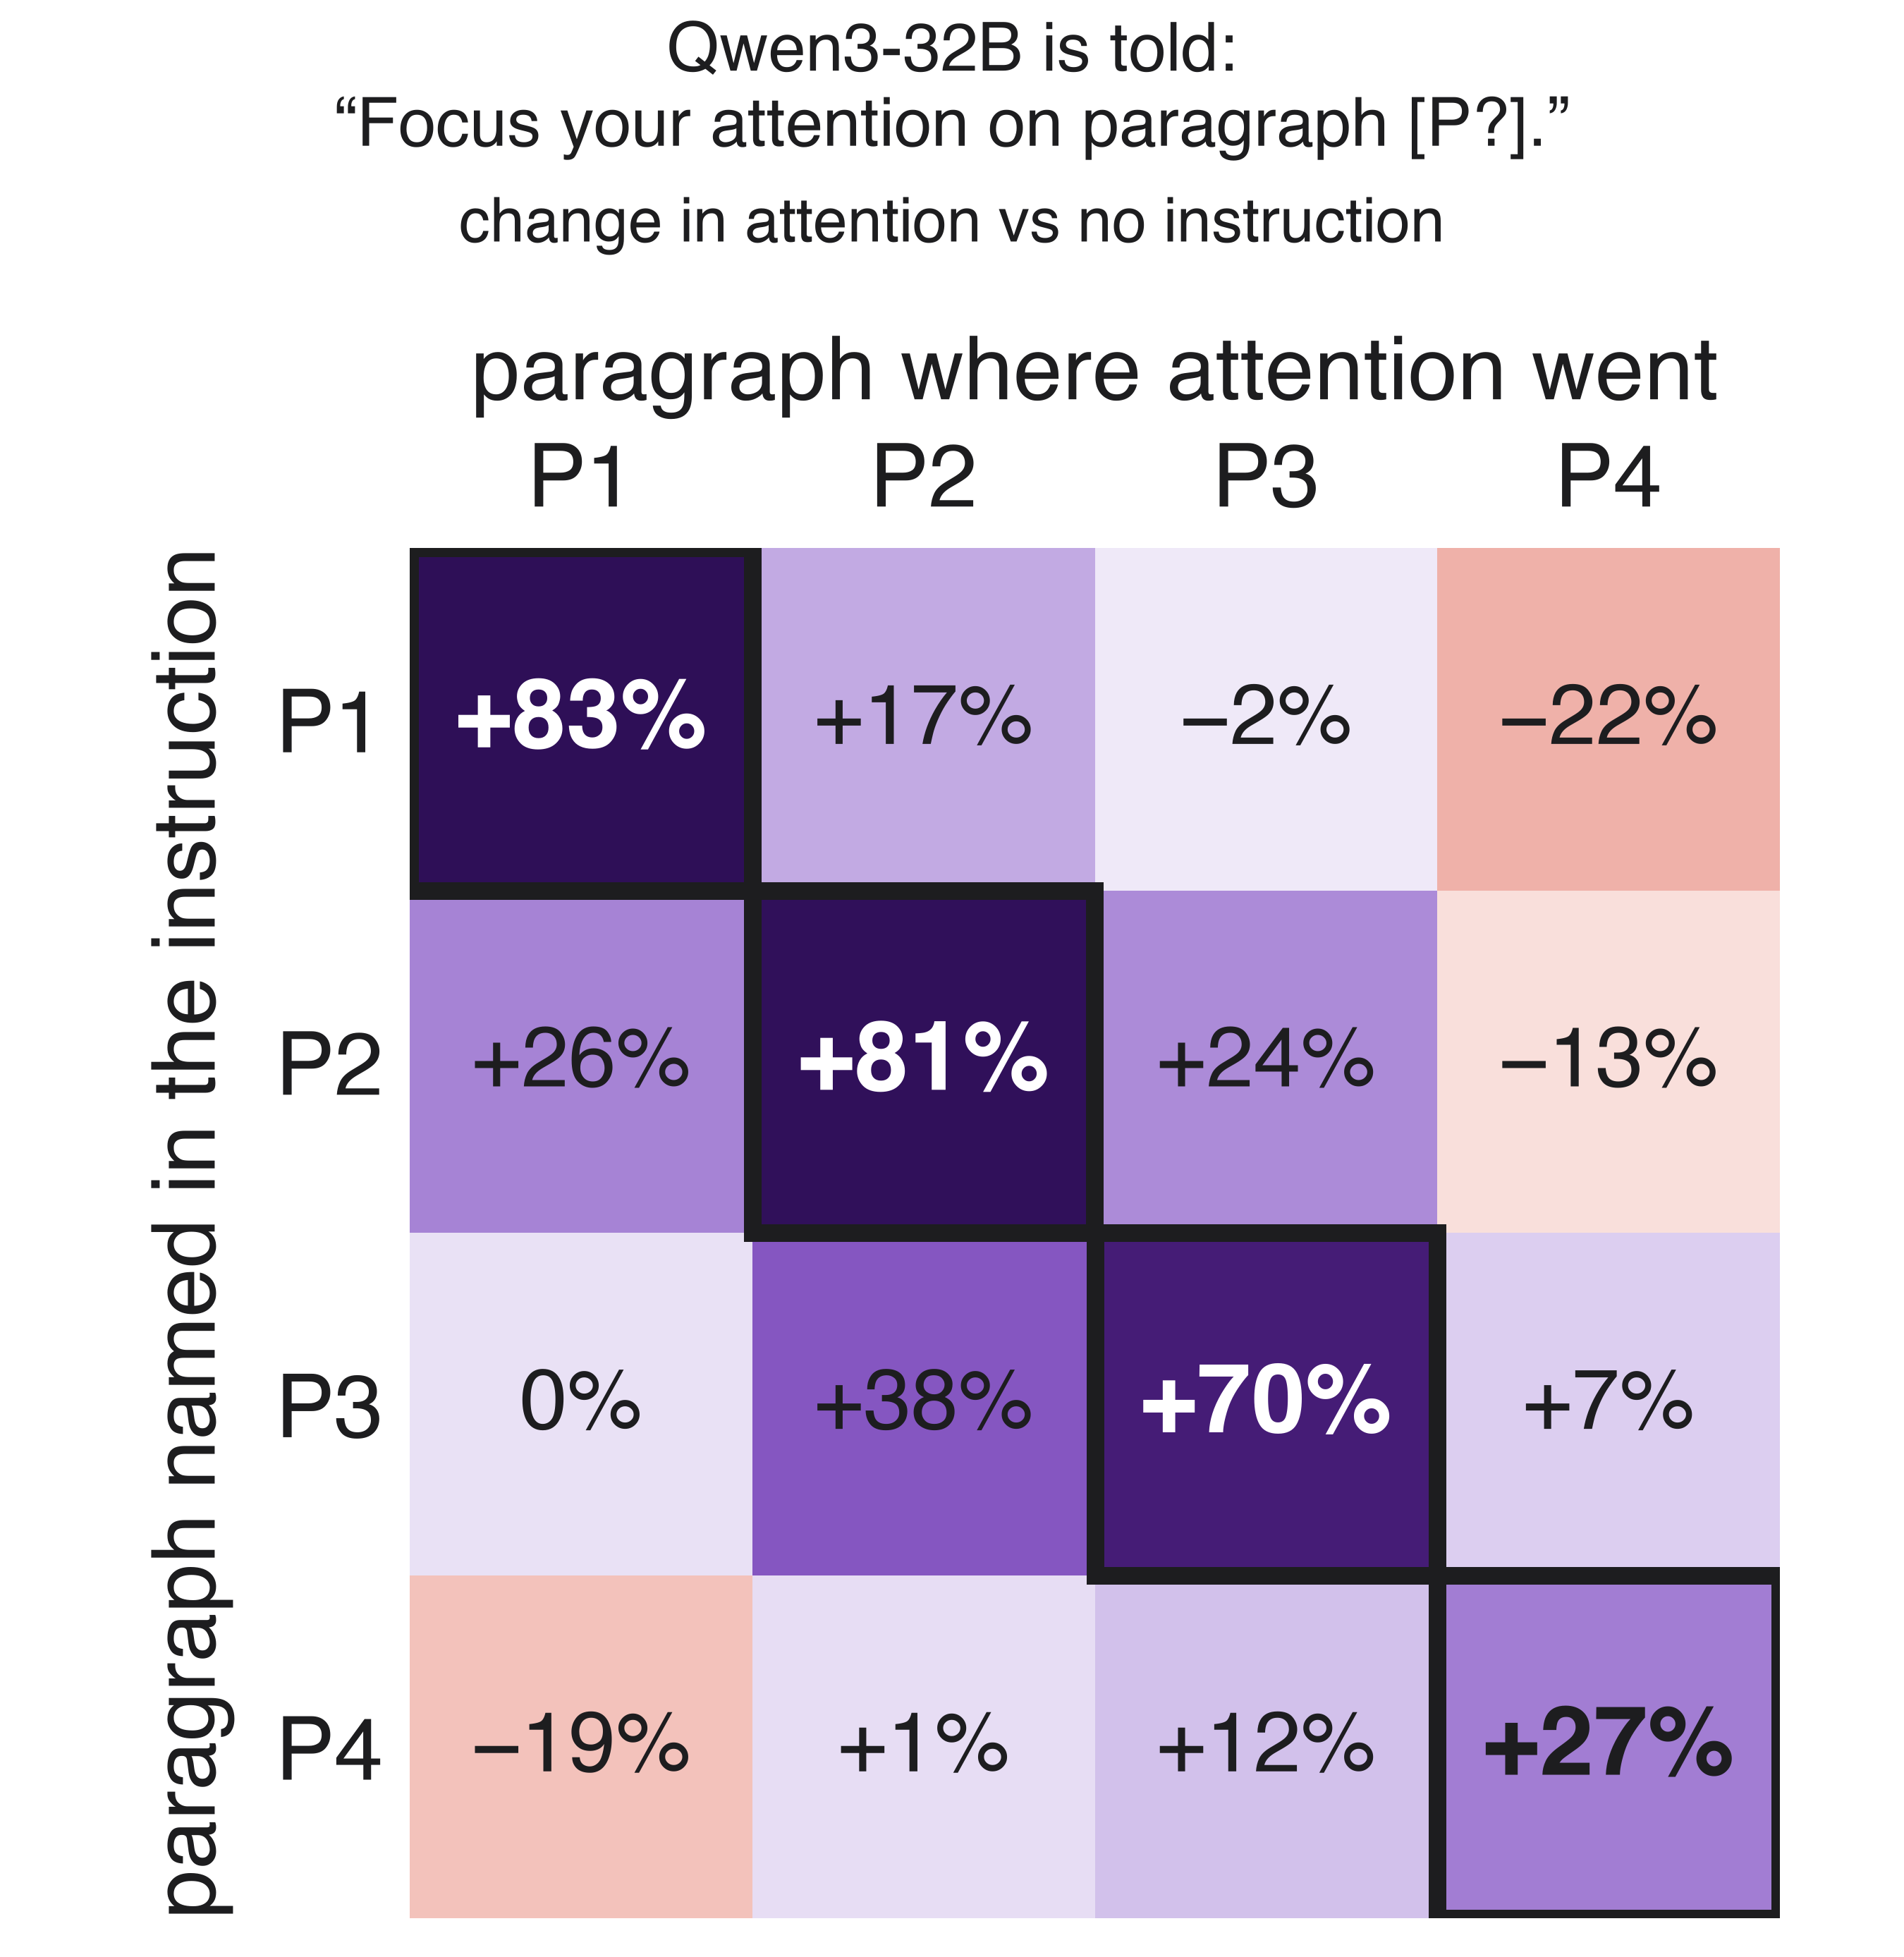 Qwen3-32B is told:
“Focus your attention on paragraph [P?].”
change in attention vs no instruction
paragraph where attention went
P1 P2 P3 P4
paragraph named in the instruction
P1 +83% +17% −2% −22%
P2 +26% +81% +24% −13%
P3 0% +38% +70% +7%
P4 −19% +1% +12% +27%